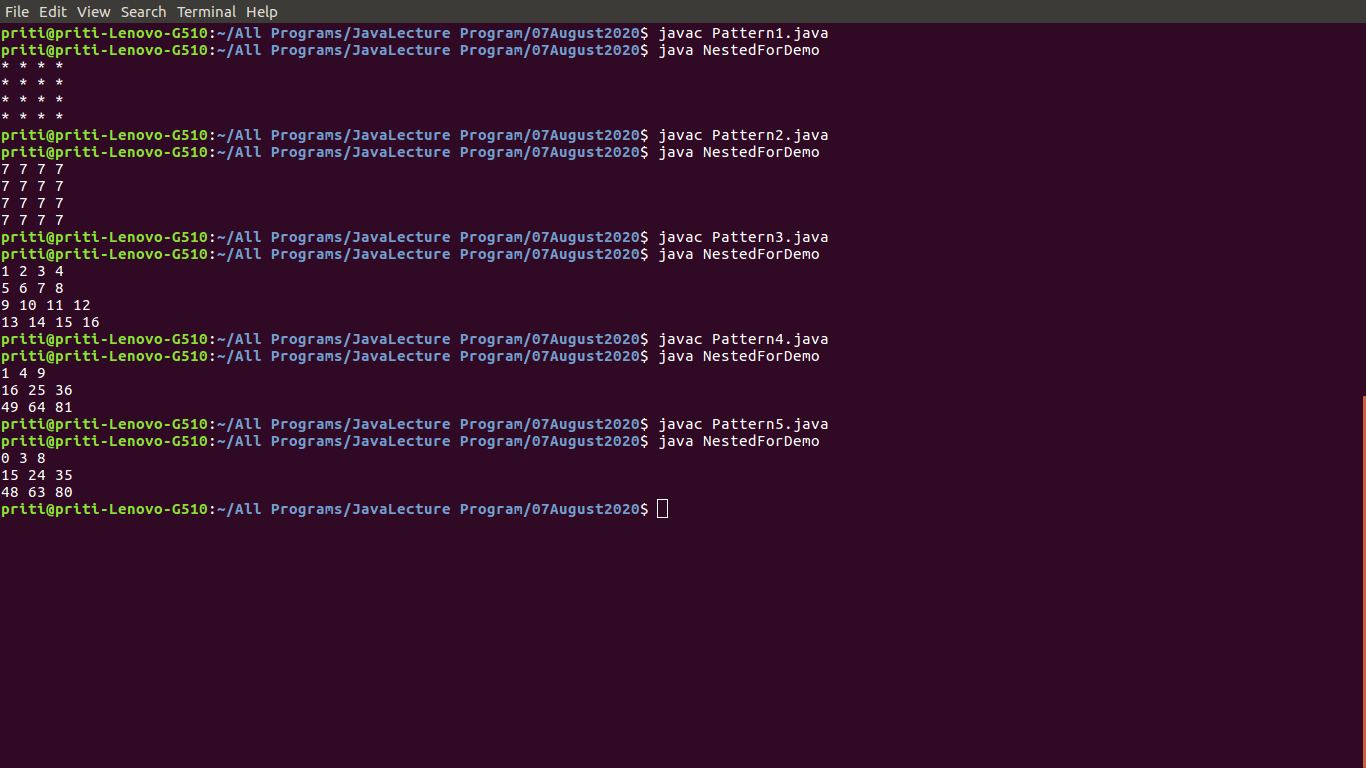 File Edit View Search Terminal Help
priti@priti-Lenovo-G510:~/All Programs/JavaLecture Program/07August2020$ javac Pattern1.java
priti@priti-Lenovo-G510:~/All Programs/JavaLecture Program/07August2020$ java NestedForDemo
* * * *
* * * *
* * * *
* * * *
priti@priti-Lenovo-G510:~/All Programs/JavaLecture Program/07August2020$ javac Pattern2.java
priti@priti-Lenovo-G510:~/All Programs/JavaLecture Program/07August2020$ java NestedForDemo
7 7 7 7
7 7 7 7
7 7 7 7
7 7 7 7
priti@priti-Lenovo-G510:~/All Programs/JavaLecture Program/07August2020$ javac Pattern3.java
priti@priti-Lenovo-G510:~/All Programs/JavaLecture Program/07August2020$ java NestedForDemo
1 2 3 4
5 6 7 8
9 10 11 12
13 14 15 16
priti@priti-Lenovo-G510:~/All Programs/JavaLecture Program/07August2020$ javac Pattern4.java
priti@priti-Lenovo-G510:~/All Programs/JavaLecture Program/07August2020$ java NestedForDemo
1 4 9
16 25 36
49 64 81
priti@priti-Lenovo-G510:~/All Programs/JavaLecture Program/07August2020$ javac Pattern5.java
priti@priti-Lenovo-G510:~/All Programs/JavaLecture Program/07August2020$ java NestedForDemo
0 3 8
15 24 35
48 63 80
priti@priti-Lenovo-G510:~/All Programs/JavaLecture Program/07August2020$